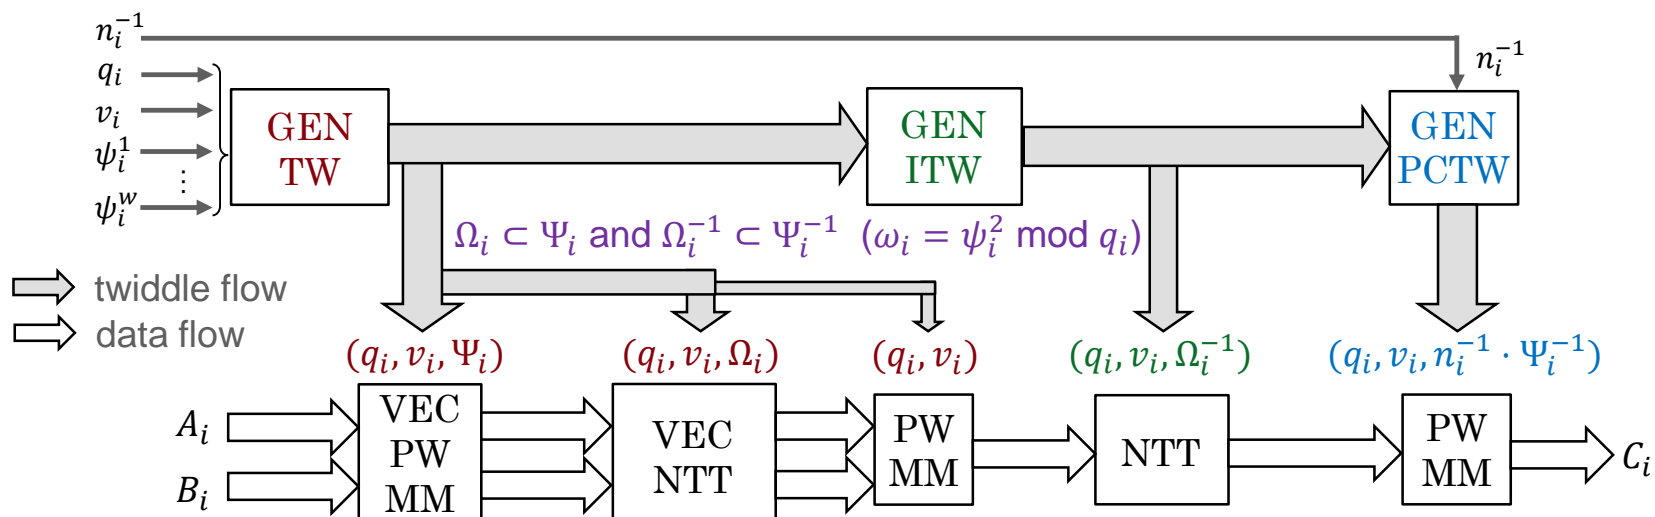 n_i^{-1}
q_i
v_i
ψ_i^1
⋮
ψ_i^w
GEN
TW
GEN
ITW
n_i^{-1}
GEN
PCTW
Ω_i ⊂ Ψ_i and Ω_i^{-1} ⊂ Ψ_i^{-1} (ω_i = ψ_i^2 mod q_i)
twiddle flow
data flow
(q_i, v_i, Ψ_i)
(q_i, v_i, Ω_i)
(q_i, v_i)
(q_i, v_i, Ω_i^{-1})
(q_i, v_i, n_i^{-1} · Ψ_i^{-1})
A_i
B_i
VEC
PW
MM
VEC
NTT
PW
MM
NTT
PW
MM
C_i